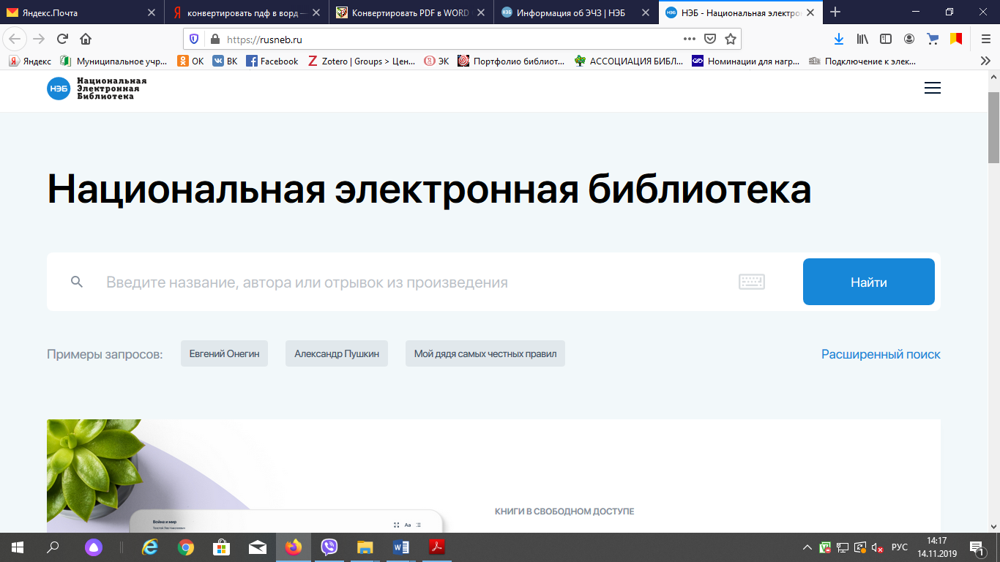 Яндекс.Почта
конвертировать пдф в ворд —
Конвертировать PDF в WORD
Информация об ЭЧЗ | НЭБ
НЭБ - Национальная электро
https://rusneb.ru
Яндекс
Муниципальное учр...
ОК
ВК
Facebook
Zotero | Groups > Цен...
ЭК
Портфолио библиот...
АССОЦИАЦИЯ БИБЛ...
Номинации для нагр...
Подключение к элек...
НЭБ
Национальная
Электронная
Библиотека
Национальная электронная библиотека
Введите название, автора или отрывок из произведения
Найти
Примеры запросов:
Евгений Онегин
Александр Пушкин
Мой дядя самых честных правил
Расширенный поиск
КНИГИ В СВОБОДНОМ ДОСТУПЕ
Война и мир
Толстой Лев Николаевич
Аа
РУС
14:17
14.11.2019
1